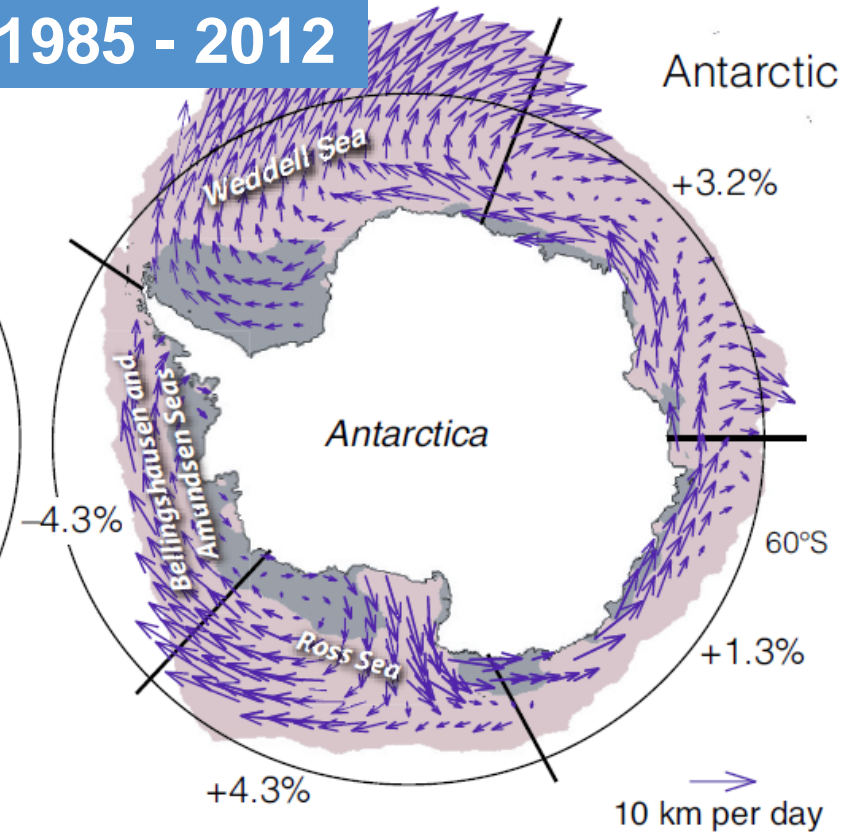 1985 - 2012
Antarctic
Weddell Sea
+3.2%
Bellingshausen and
Amundsen Seas
Antarctica
–4.3%
60°S
Ross Sea
+1.3%
+4.3%
10 km per day